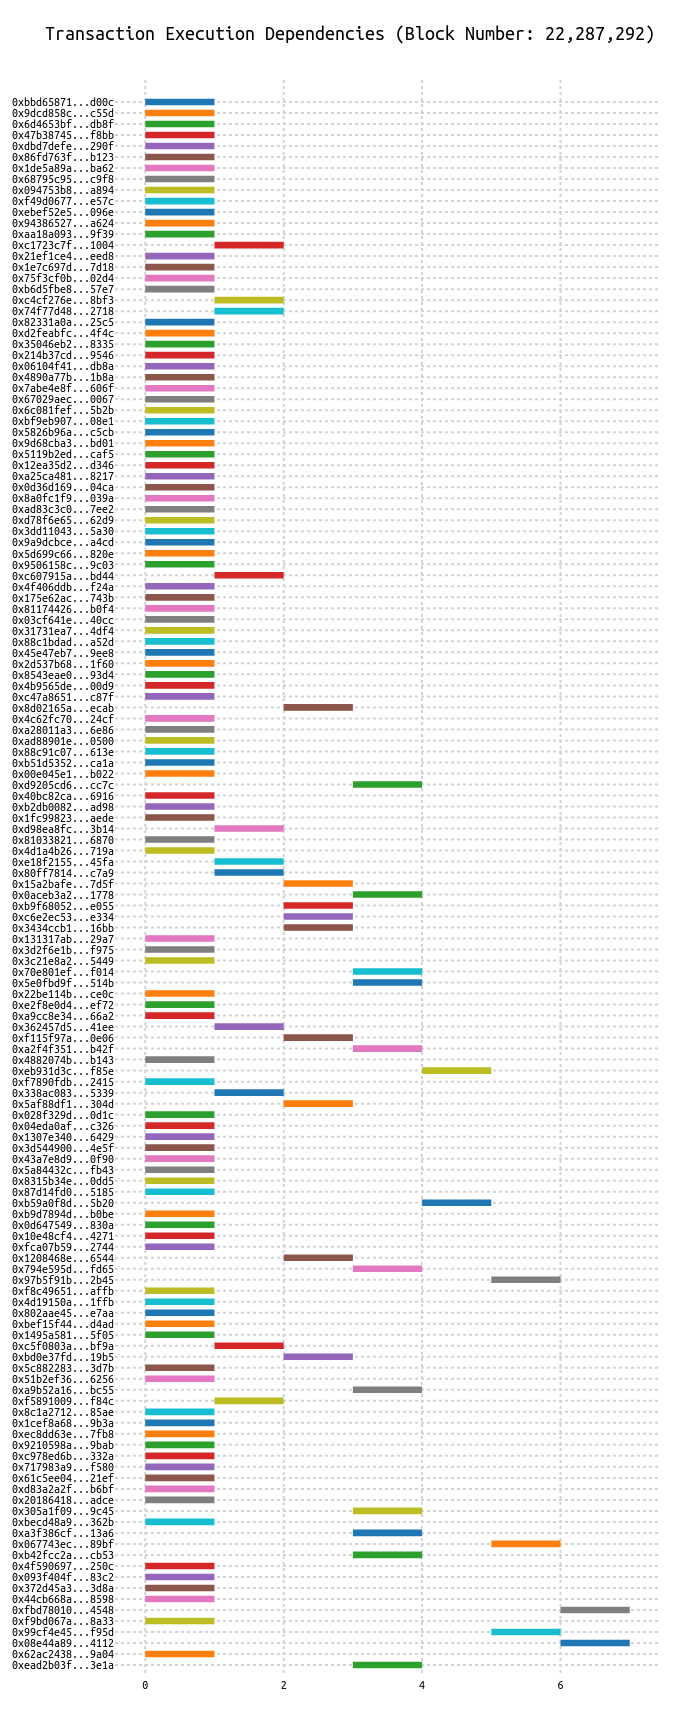 Transaction Execution Dependencies (Block Number: 22,287,292)
0xbbd65871...d00c
0x9dcd858c...c55d
0x6d4653bf...db8f
0x47b38745...f8bb
0xdbd7defe...290f
0x86fd763f...b123
0x1de5a89a...ba62
0x68795c95...c9f8
0x094753b8...a894
0xf49d0677...e57c
0xebef52e5...096e
0x94386527...a624
0xaa18a093...9f39
0xc1723c7f...1004
0x21ef1ce4...eed8
0x1e7c697d...7d18
0x75f3cf0b...02d4
0xb6d5fbe8...57e7
0xc4cf276e...8bf3
0x74f77d48...2718
0x82331a0a...25c5
0xd2feabfc...4f4c
0x35046eb2...8335
0x214b37cd...9546
0x06104f41...db8a
0x4890a77b...1b8a
0x7abe4e8f...606f
0x67029aec...0067
0x6c081fef...5b2b
0xbf9eb907...08e1
0x5826b96a...c5cb
0x9d68cba3...bd01
0x5119b2ed...caf5
0x12ea35d2...d346
0xa25ca481...8217
0x0d36d169...04ca
0x8a0fc1f9...039a
0xad83c3c0...7ee2
0xd78f6e65...62d9
0x3dd11043...5a30
0x9a9dcbce...a4cd
0x5d699c66...820e
0x9506158c...9c03
0xc607915a...bd44
0x4f406ddb...f24a
0x175e62ac...743b
0x81174426...b0f4
0x03cf641e...40cc
0x31731ea7...4df4
0x88c1bdad...a52d
0x45e47eb7...9ee8
0x2d537b68...1f60
0x8543eae0...93d4
0x4b9565de...00d9
0xc47a8651...c87f
0x8d02165a...ecab
0x4c62fc70...24cf
0xa28011a3...6e86
0xad88901e...0500
0x88c91c07...613e
0xb51d5352...ca1a
0x00e045e1...b022
0xd9205cd6...cc7c
0x40bc82ca...6916
0xb2db0082...ad98
0x1fc99823...aede
0xd98ea8fc...3b14
0x81033821...6870
0x4d1a4b26...719a
0xe18f2155...45fa
0x80ff7814...c7a9
0x15a2bafe...7d5f
0x0aceb3a2...1778
0xb9f68052...e055
0xc6e2ec53...e334
0x3434ccb1...16bb
0x131317ab...29a7
0x3d2f6e1b...f975
0x3c21e8a2...5449
0x70e801ef...f014
0x5e0fbd9f...514b
0x22be114b...ce0c
0xe2f8e0d4...ef72
0xa9cc8e34...66a2
0x362457d5...41ee
0xf115f97a...0e06
0xa2f4f351...b42f
0x4882074b...b143
0xeb931d3c...f85e
0xf7890fdb...2415
0x338ac083...5339
0x5af88df1...304d
0x028f329d...0d1c
0x04eda0af...c326
0x1307e340...6429
0x3d544900...4e5f
0x43a7e8d9...0f90
0x5a84432c...fb43
0x8315b34e...0dd5
0x87d14fd0...5185
0xb59a0f8d...5b20
0xb9d7894d...b0be
0x0d647549...830a
0x10e48cf4...4271
0xfca07b59...2744
0x1208468e...6544
0x794e595d...fd65
0x97b5f91b...2b45
0xf8c49651...affb
0x4d19150a...1ffb
0x802aae45...e7aa
0xbef15f44...d4ad
0x1495a581...5f05
0xc5f0803a...bf9a
0xbd0e37fd...19b5
0x5c882283...3d7b
0x51b2ef36...6256
0xa9b52a16...bc55
0xf5891009...f84c
0x8c1a2712...85ae
0x1cef8a68...9b3a
0xec8dd63e...7fb8
0x9210598a...9bab
0xc978ed6b...332a
0x717983a9...f580
0x61c5ee04...21ef
0xd83a2a2f...b6bf
0x20186418...adce
0x305a1f09...9c45
0xbecd48a9...362b
0xa3f386cf...13a6
0x067743ec...89bf
0xb42fcc2a...cb53
0x4f590697...250c
0x093f404f...83c2
0x372d45a3...3d8a
0x44cb668a...8598
0xfbd78010...4548
0xf9bd067a...8a33
0x99cf4e45...f95d
0x08e44a89...4112
0x62ac2438...9a04
0xead2b03f...3e1a
0 2 4 6